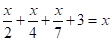 x/2 + x/4 + x/7 + 3 = x